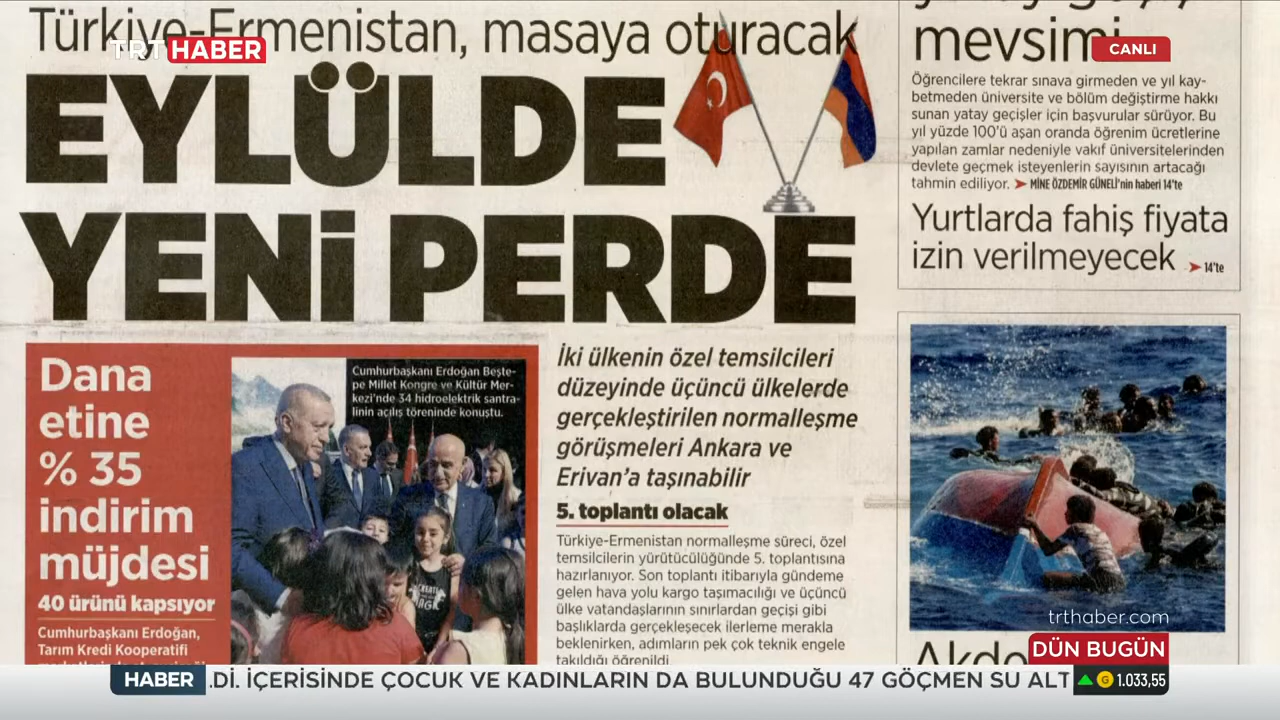 Türkiye-Ermenistan, masaya oturacak
EYLÜLDE
YENİ PERDE
TRT HABER
CANLI
mevsimi
Öğrencilere tekrar sınava girmeden ve yıl kay-
betmeden üniversite ve bölüm değiştirme hakkı
sunan yatay geçişler için başvurular sürüyor. Bu
yıl yüzde 100'ü aşan oranda öğrenim ücretlerine
yapılan zamlar nedeniyle vakıf üniversitelerinden
devlete geçmek isteyenlerin sayısının artacağı
tahmin ediliyor. ➤ MİNE ÖZDEMİR GÜNELİ'nin haberi 14'te
Yurtlarda fahiş fiyata
izin verilmeyecek ➤ 14'te
Dana
etine
% 35
indirim
müjdesi
40 ürünü kapsıyor
Cumhurbaşkanı Erdoğan,
Tarım Kredi Kooperatifi
Cumhurbaşkanı Erdoğan Beşte-
pe Millet Kongre ve Kültür Mer-
kezi'nde 34 hidroelektrik santra-
linin açılış töreninde konuştu.
İki ülkenin özel temsilcileri
düzeyinde üçüncü ülkelerde
gerçekleştirilen normalleşme
görüşmeleri Ankara ve
Erivan'a taşınabilir
5. toplantı olacak
Türkiye-Ermenistan normalleşme süreci, özel
temsilcilerin yürütücülüğünde 5. toplantısına
hazırlanıyor. Son toplantı itibarıyla gündeme
gelen hava yolu kargo taşımacılığı ve üçüncü
ülke vatandaşlarının sınırlardan geçişi gibi
başlıklarda gerçekleşecek ilerleme merakla
beklenirken, adımların pek çok teknik engele
takıldığı öğrenildi.
trthaber.com
Akde
DÜN BUGÜN
HABER
.Dİ. İÇERİSİNDE ÇOCUK VE KADINLARIN DA BULUNDUĞU 47 GÖÇMEN SU ALT
G 1.033,55